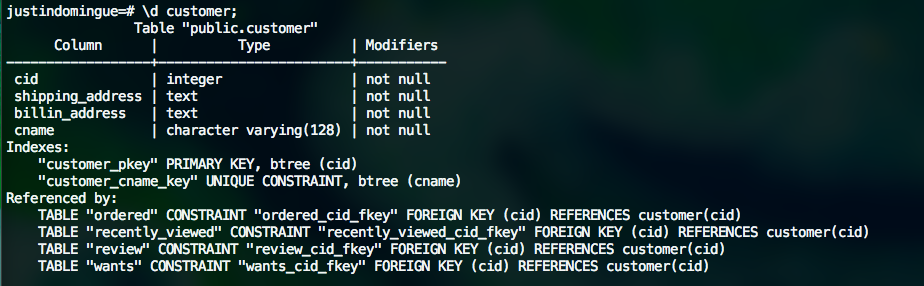 justindomingue=# \d customer;
Table "public.customer"
Column | Type | Modifiers
------------------+------------------------+-----------
cid | integer | not null
shipping_address | text | not null
billin_address | text | not null
cname | character varying(128) | not null
Indexes:
"customer_pkey" PRIMARY KEY, btree (cid)
"customer_cname_key" UNIQUE CONSTRAINT, btree (cname)
Referenced by:
TABLE "ordered" CONSTRAINT "ordered_cid_fkey" FOREIGN KEY (cid) REFERENCES customer(cid)
TABLE "recently_viewed" CONSTRAINT "recently_viewed_cid_fkey" FOREIGN KEY (cid) REFERENCES customer(cid)
TABLE "review" CONSTRAINT "review_cid_fkey" FOREIGN KEY (cid) REFERENCES customer(cid)
TABLE "wants" CONSTRAINT "wants_cid_fkey" FOREIGN KEY (cid) REFERENCES customer(cid)